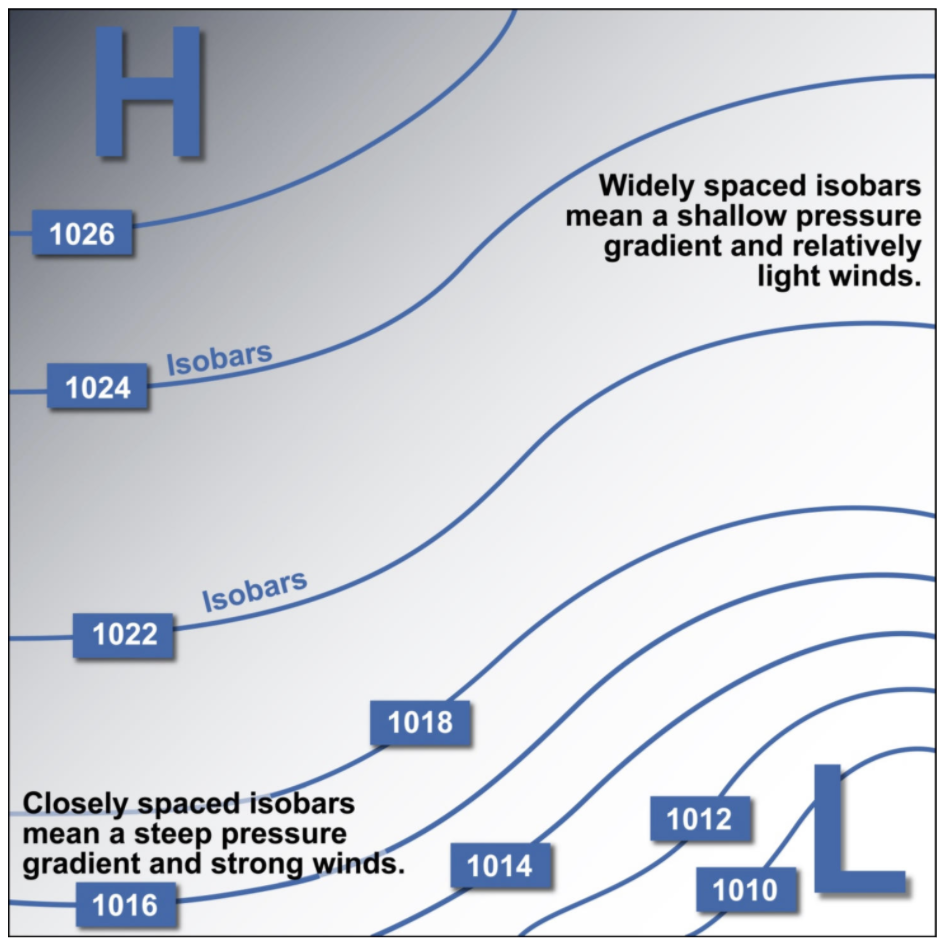 H
Widely spaced isobars
mean a shallow pressure
gradient and relatively
light winds.
1026
Isobars
1024
Isobars
1022
1018
Closely spaced isobars
mean a steep pressure
gradient and strong winds.
1012
1014
1010
1016
L